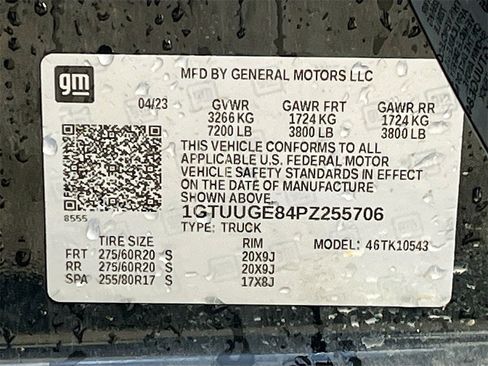 gm
MFD BY GENERAL MOTORS LLC
04/23 GVWR GAWR FRT GAWR RR
3266 KG 1724 KG 1724 KG
7200 LB 3800 LB 3800 LB
THIS VEHICLE CONFORMS TO ALL
APPLICABLE U.S. FEDERAL MOTOR
VEHICLE SAFETY STANDARDS IN EFFECT
ON THE DATE OF MANUFACTURE
SHOWN ABOVE.
8555
1GTUUGE84PZ255706
TYPE: TRUCK
MODEL: 46TK10543
TIRE SIZE RIM
FRT 275/60R20 S 20X9J
RR 275/60R20 S 20X9J
SPA 255/80R17 S 17X8J